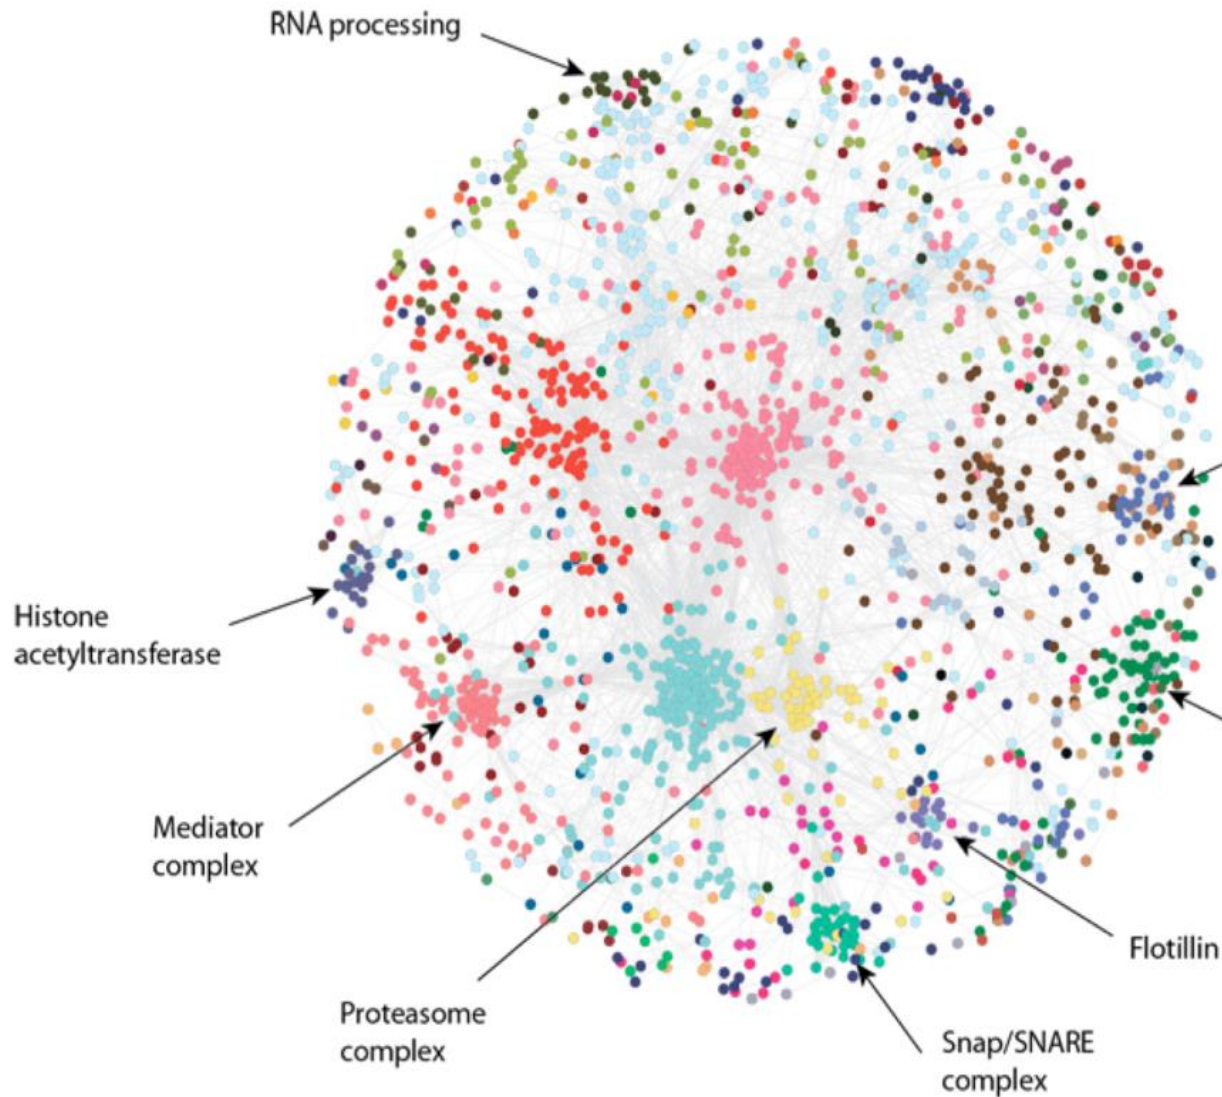 RNA processing
Histone
acetyltransferase
Mediator
complex
Proteasome
complex
Flotillin
Snap/SNARE
complex